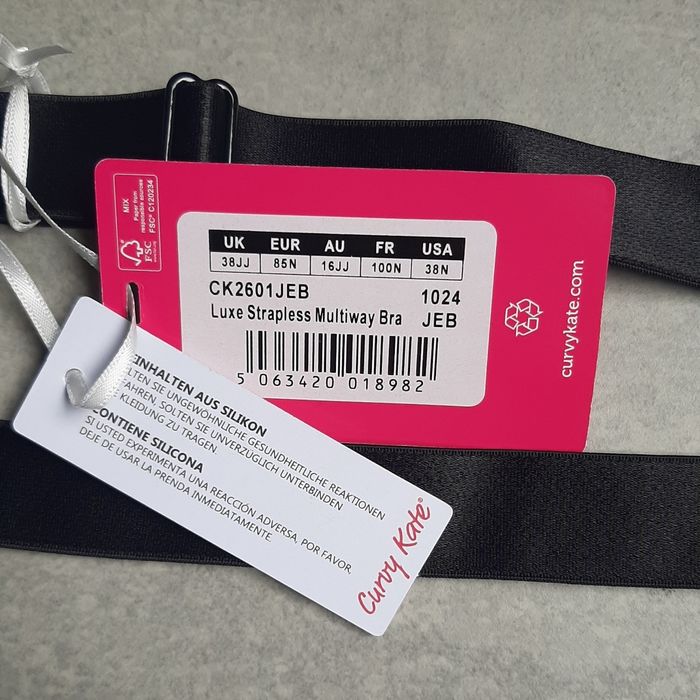 MIX
Paper from
responsible sources
FSC® C120234
FSC
UK EUR AU FR USA
38JJ 85N 16JJ 100N 38N
CK2601JEB 1024
Luxe Strapless Multiway Bra JEB
5 063420 018982
curvykate.com
EINHALTEN AUS SILIKON
SIE UNGEWÖHNLICHE GESUNDHEITLICHE REAKTIONEN
SOLTEN SIE UNVERZÜGLICH UNTERBINDEN
KLEIDUNG ZU TRAGEN.
CONTIENE SILICONA
SI USTED EXPERIMENTA UNA REACCIÓN ADVERSA, POR FAVOR,
DEJE DE USAR LA PRENDA INMEDIATAMENTE.
Curvy Kate®